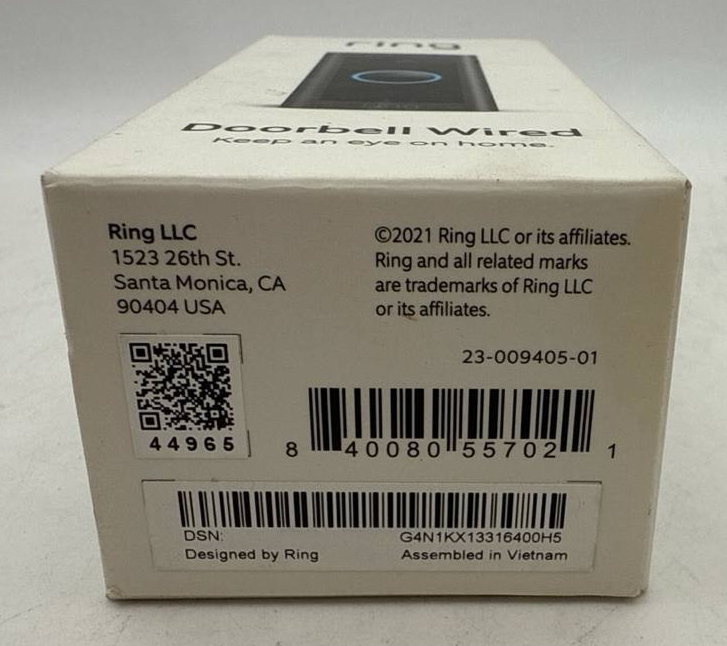 ring
Doorbell Wired
Keep an eye on home.
Ring LLC
1523 26th St.
Santa Monica, CA
90404 USA
©2021 Ring LLC or its affiliates.
Ring and all related marks
are trademarks of Ring LLC
or its affiliates.
23-009405-01
44965
8 40080 55702 1
DSN: G4N1KX13316400H5
Designed by Ring Assembled in Vietnam